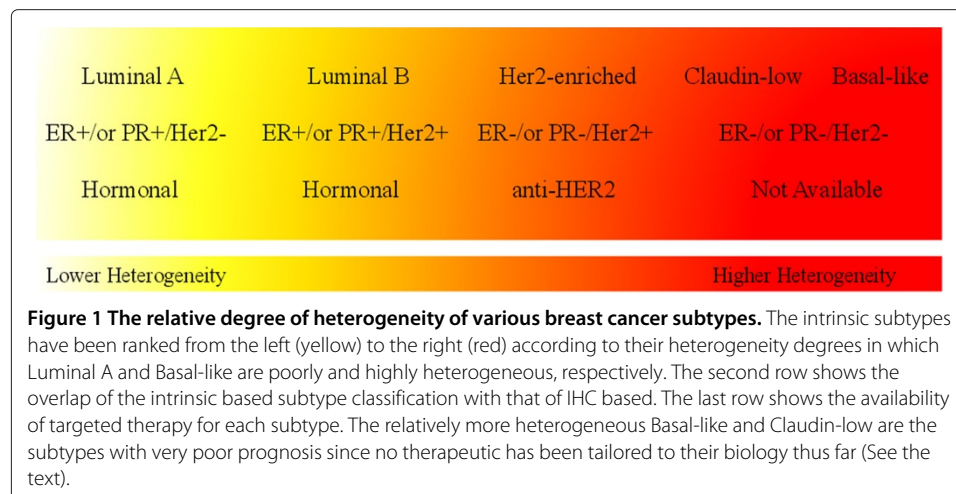 Luminal A Luminal B Her2-enriched Claudin-low Basal-like
ER+/or PR+/Her2- ER+/or PR+/Her2+ ER-/or PR-/Her2+ ER-/or PR-/Her2-
Hormonal Hormonal anti-HER2 Not Available
Lower Heterogeneity Higher Heterogeneity
Figure 1 The relative degree of heterogeneity of various breast cancer subtypes. The intrinsic subtypes
have been ranked from the left (yellow) to the right (red) according to their heterogeneity degrees in which
Luminal A and Basal-like are poorly and highly heterogeneous, respectively. The second row shows the
overlap of the intrinsic based subtype classification with that of IHC based. The last row shows the availability
of targeted therapy for each subtype. The relatively more heterogeneous Basal-like and Claudin-low are the
subtypes with very poor prognosis since no therapeutic has been tailored to their biology thus far (See the
text).